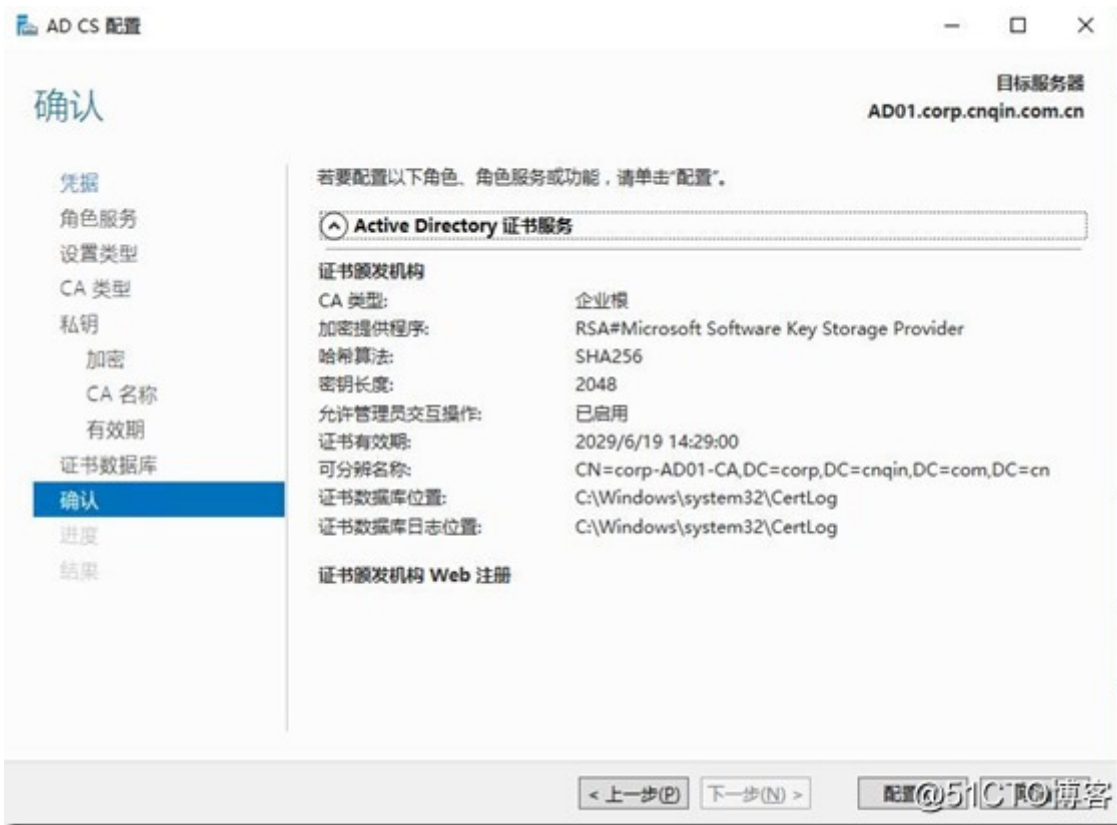 AD CS 配置
确认
目标服务器
AD01.corp.cnqin.com.cn
凭据
角色服务
设置类型
CA 类型
私钥
加密
CA 名称
有效期
证书数据库
确认
进度
结果
若要配置以下角色、角色服务或功能，请单击"配置"。
Active Directory 证书服务
证书颁发机构
CA 类型: 企业根
加密提供程序: RSA#Microsoft Software Key Storage Provider
哈希算法: SHA256
密钥长度: 2048
允许管理员交互操作: 已启用
证书有效期: 2029/6/19 14:29:00
可分辨名称: CN=corp-AD01-CA,DC=corp,DC=cnqin,DC=com,DC=cn
证书数据库位置: C:\Windows\system32\CertLog
证书数据库日志位置: C:\Windows\system32\CertLog
证书颁发机构 Web 注册
< 上一步(P) 下一步(N) > 配置
@51CTO博客